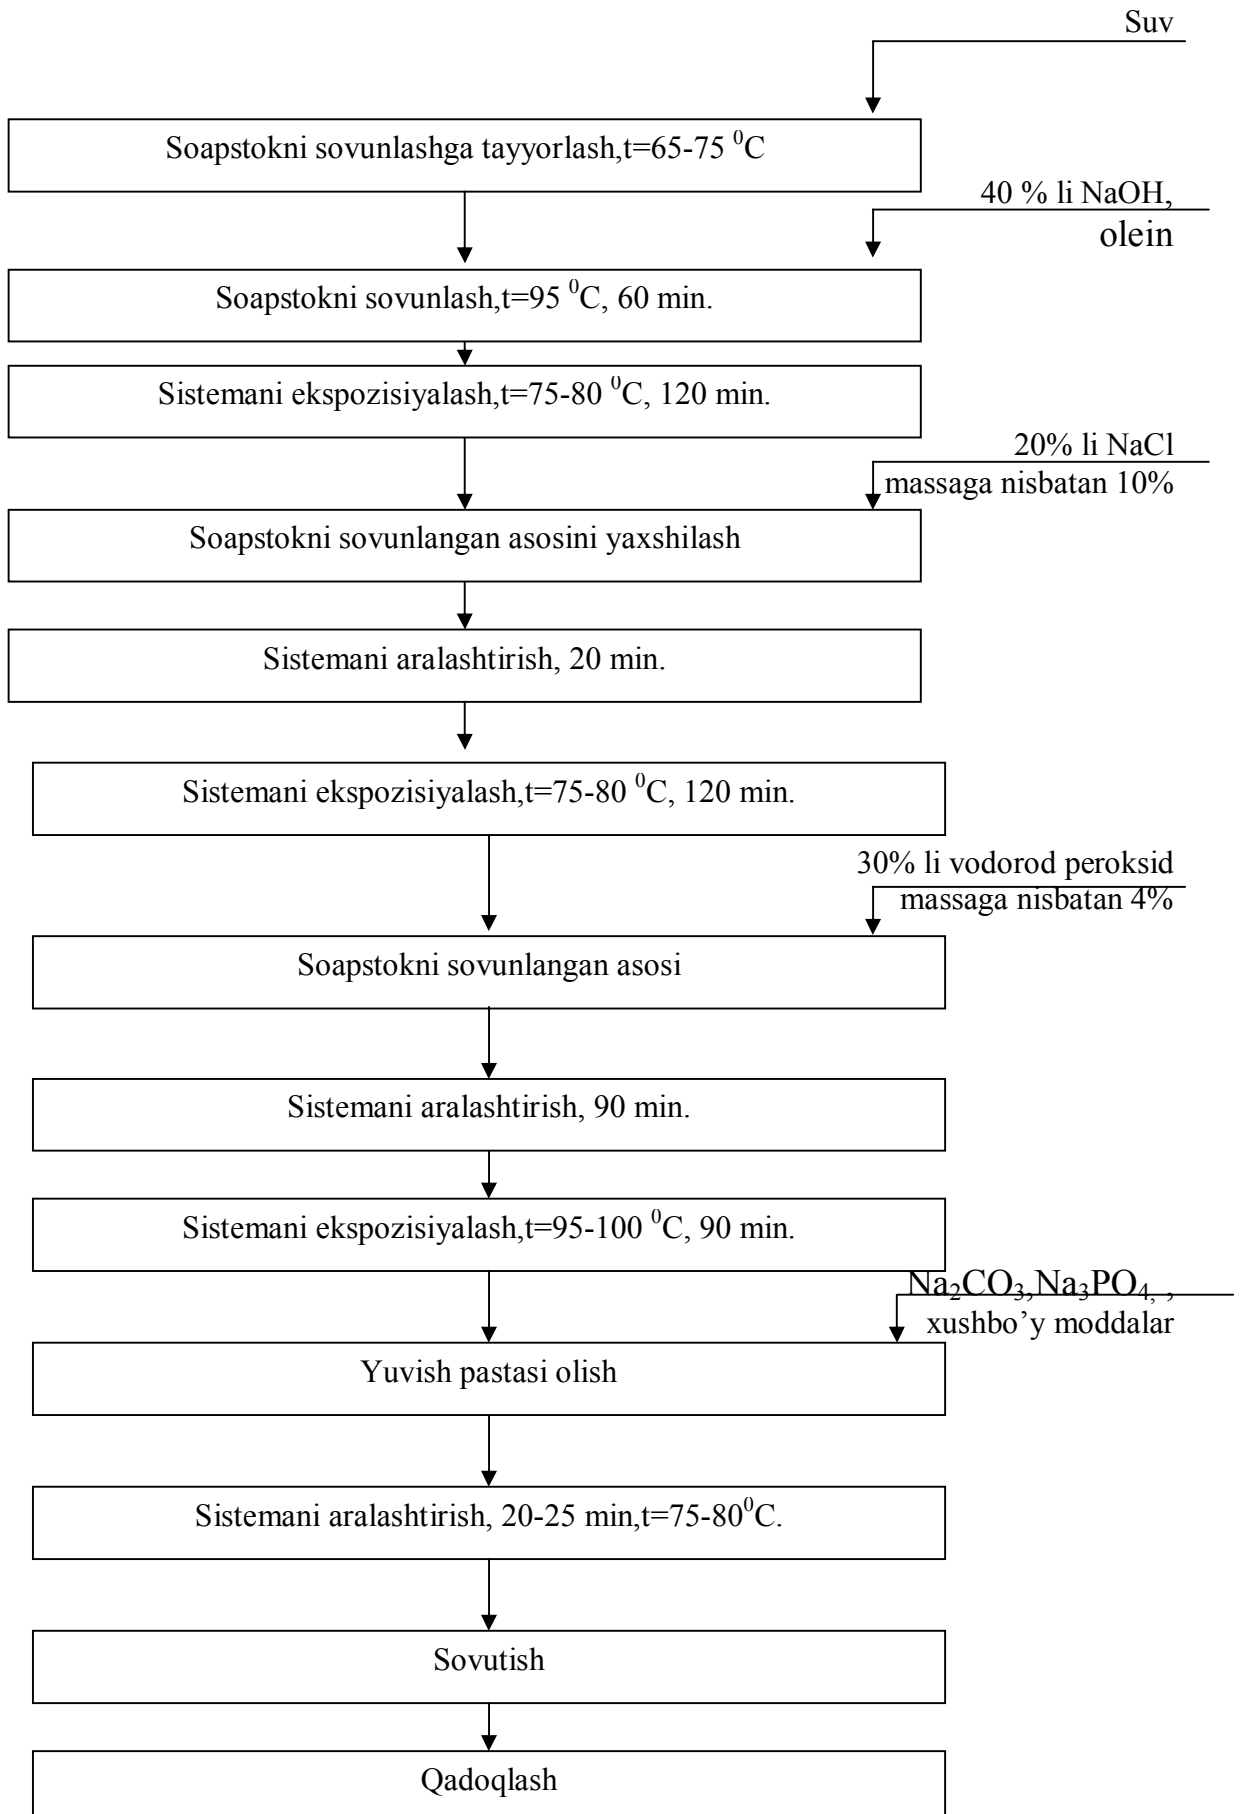 Suv
Soapstokni sovunlashga tayyorlash,t=65-75 ⁰C
40 % li NaOH,
olein
Soapstokni sovunlash,t=95 ⁰C, 60 min.
Sistemani ekspozisiyalash,t=75-80 ⁰C, 120 min.
20% li NaCl
massaga nisbatan 10%
Soapstokni sovunlangan asosini yaxshilash
Sistemani aralashtirish, 20 min.
Sistemani ekspozisiyalash,t=75-80 ⁰C, 120 min.
30% li vodorod peroksid
massaga nisbatan 4%
Soapstokni sovunlangan asosi
Sistemani aralashtirish, 90 min.
Sistemani ekspozisiyalash,t=95-100 ⁰C, 90 min.
Na₂CO₃,Na₃PO₄, ,
xushbo’y moddalar
Yuvish pastasi olish
Sistemani aralashtirish, 20-25 min,t=75-80⁰C.
Sovutish
Qadoqlash